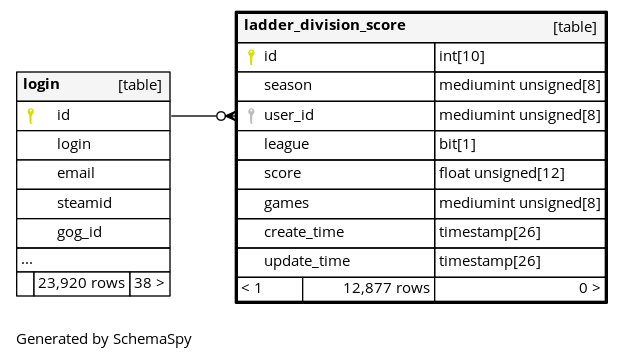 login [table]
id
login
email
steamid
gog_id
...
23,920 rows 38 >
ladder_division_score [table]
id int[10]
season mediumint unsigned[8]
user_id mediumint unsigned[8]
league bit[1]
score float unsigned[12]
games mediumint unsigned[8]
create_time timestamp[26]
update_time timestamp[26]
< 1 12,877 rows 0 >
Generated by SchemaSpy